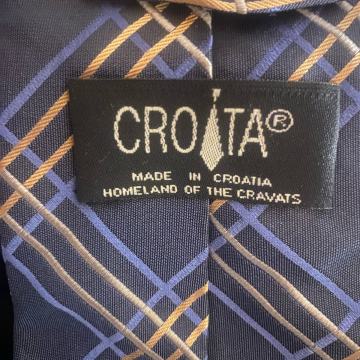 CROATA®
MADE IN CROATIA
HOMELAND OF THE CRAVATS